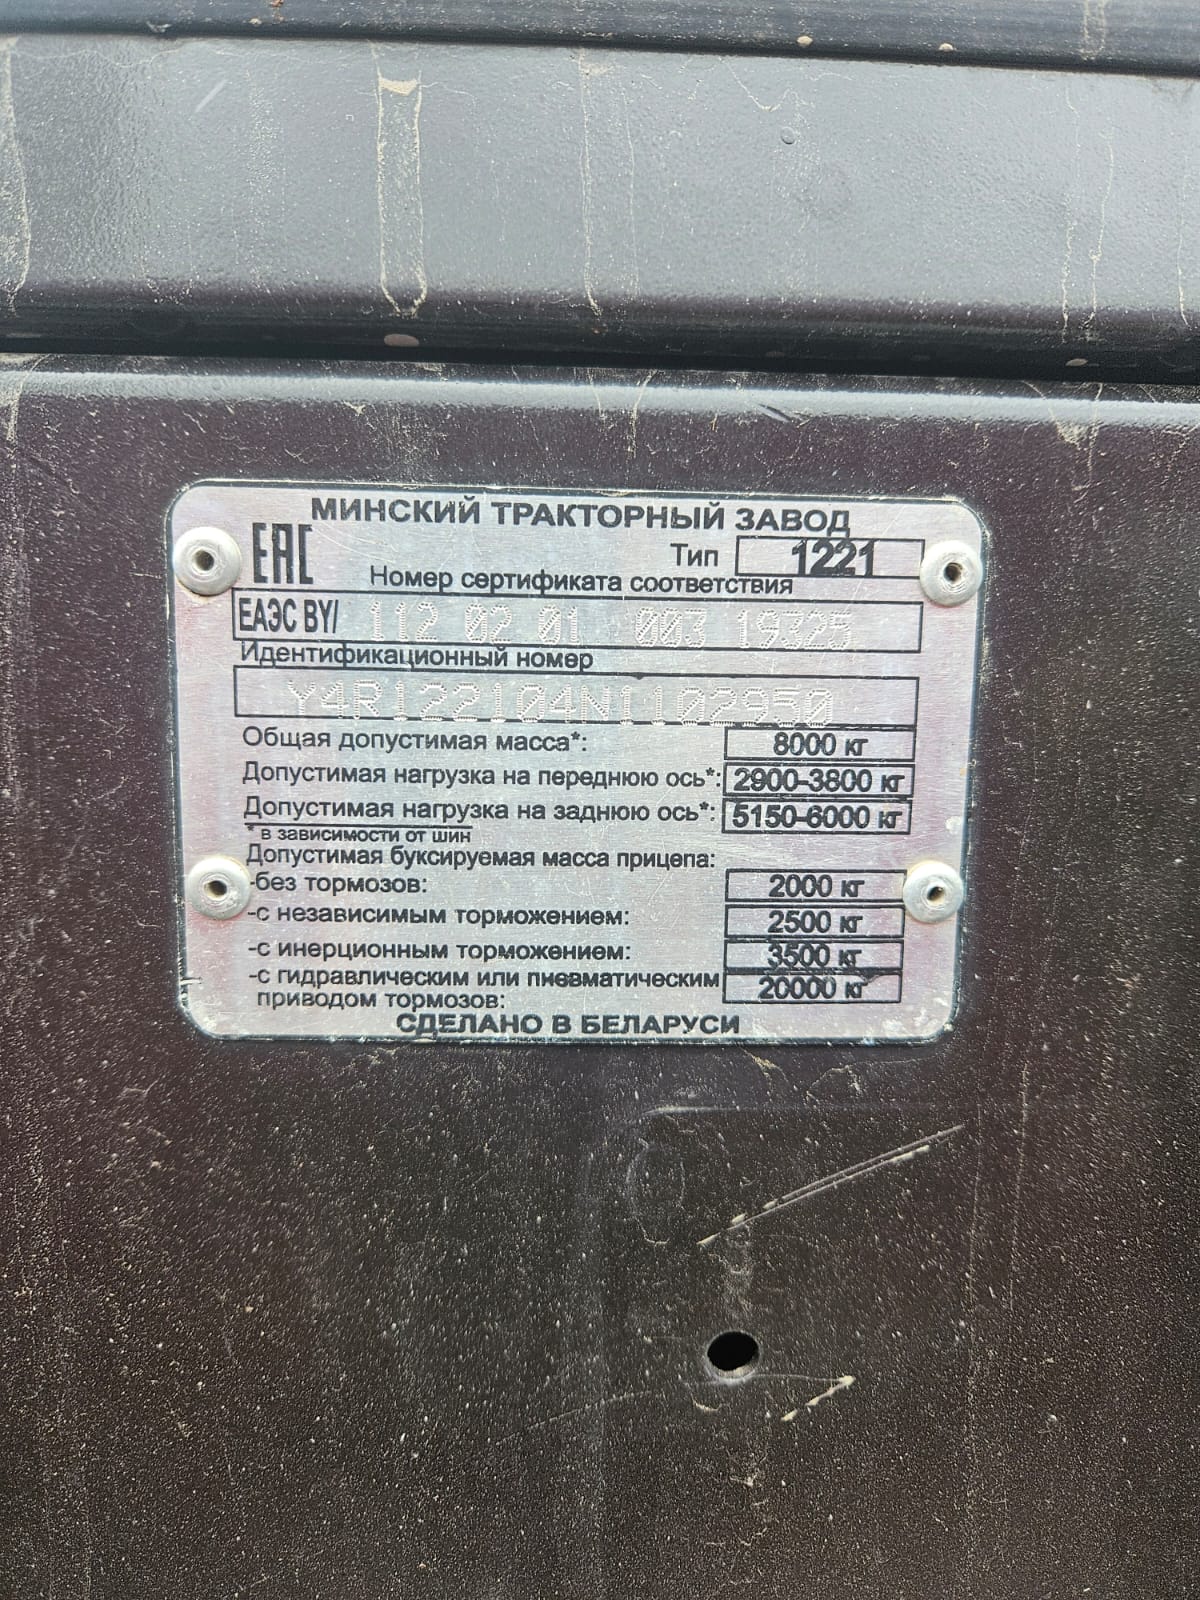 МИНСКИЙ ТРАКТОРНЫЙ ЗАВОД
EAC Тип 1221
Номер сертификата соответствия
ЕАЭС BY/ 112 02 01 003 19325
Идентификационный номер
Y4R122104N1102950
Общая допустимая масса*: 8000 кг
Допустимая нагрузка на переднюю ось*: 2900-3800 кг
Допустимая нагрузка на заднюю ось*: 5150-6000 кг
* в зависимости от шин
Допустимая буксируемая масса прицепа:
-без тормозов: 2000 кг
-с независимым торможением: 2500 кг
-с инерционным торможением: 3500 кг
-с гидравлическим или пневматическим 20000 кг
приводом тормозов:
СДЕЛАНО В БЕЛАРУСИ